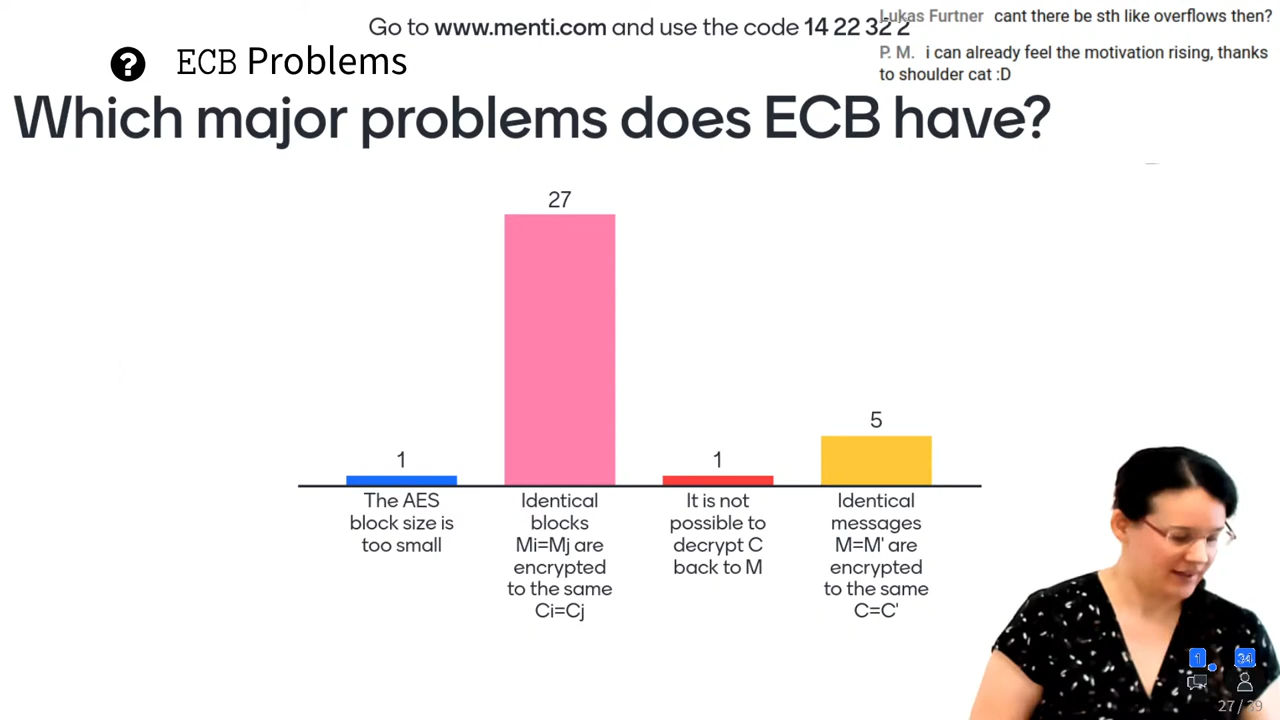 Go to www.menti.com and use the code 14 22 32 2
Lukas Furtner cant there be sth like overflows then?
P. M. i can already feel the motivation rising, thanks
to shoulder cat :D
? ECB Problems
Which major problems does ECB have?
27
5
1
1
The AES
block size is
too small
Identical
blocks
Mi=Mj are
encrypted
to the same
Ci=Cj
It is not
possible to
decrypt C
back to M
Identical
messages
M=M' are
encrypted
to the same
C=C'
1
34
27 / 39